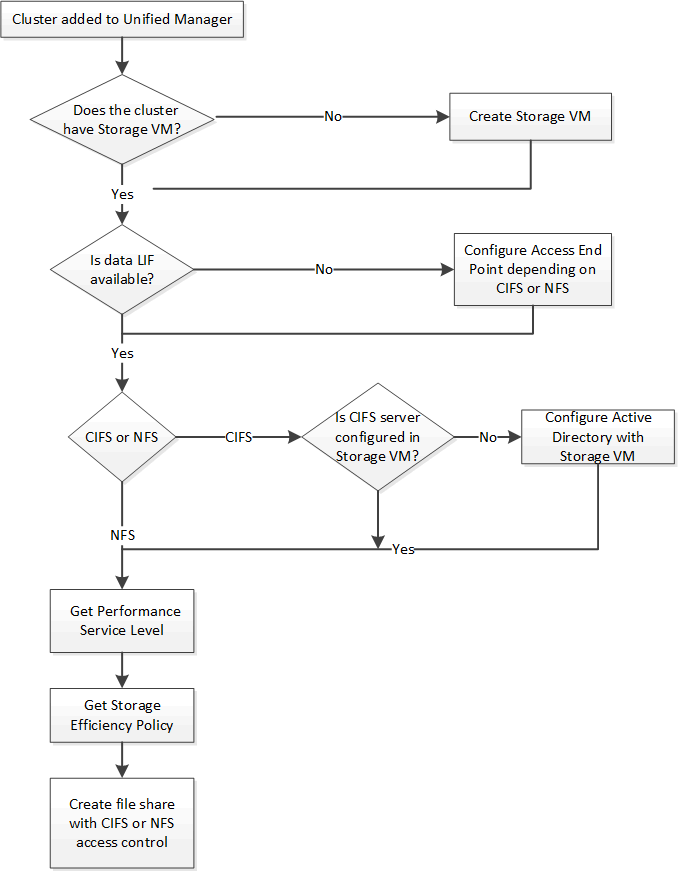 Cluster added to Unified Manager
Does the cluster
have Storage VM?
No
Create Storage VM
Yes
Is data LIF
available?
No
Configure Access End
Point depending on
CIFS or NFS
Yes
CIFS or NFS
CIFS
Is CIFS server
configured in
Storage VM?
No
Configure Active
Directory with
Storage VM
NFS
Yes
Get Performance
Service Level
Get Storage
Efficiency Policy
Create file share
with CIFS or NFS
access control